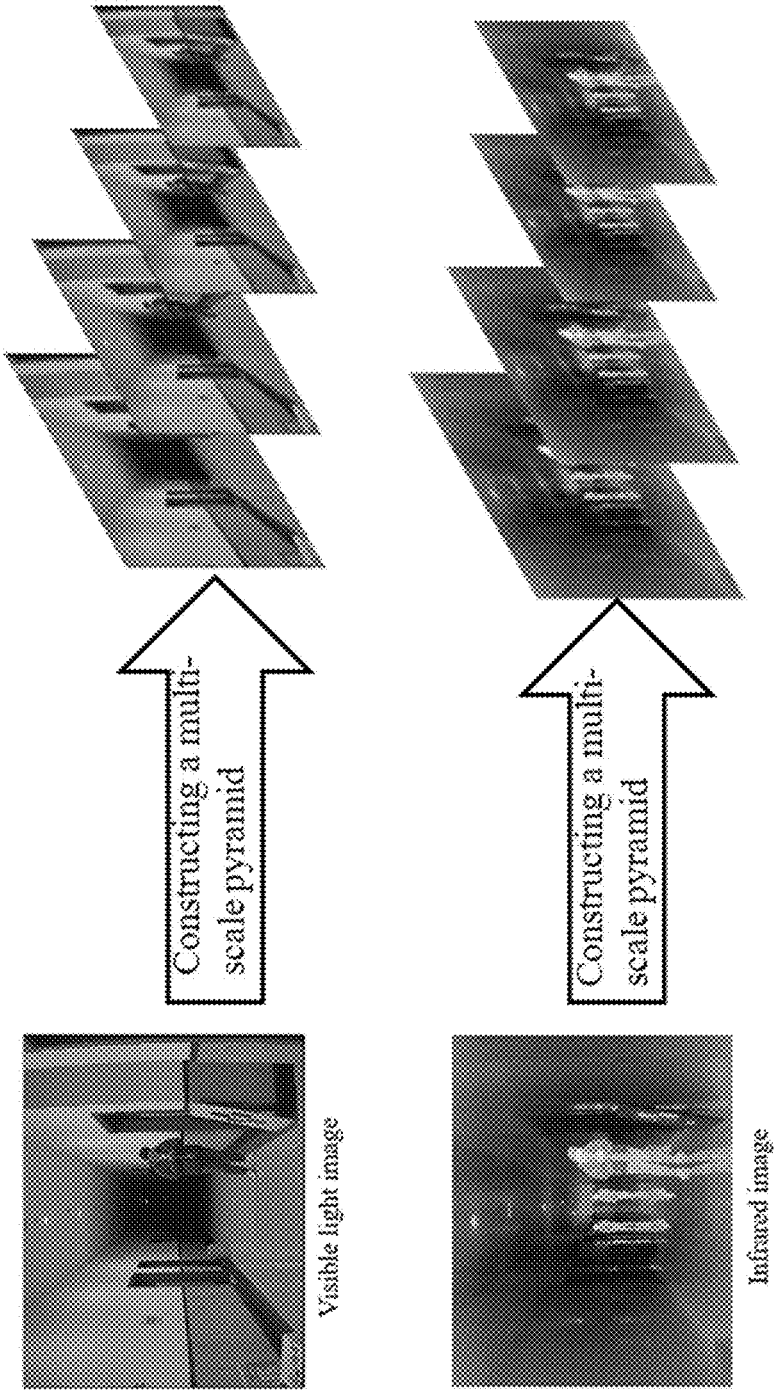 Constructing a multi-
scale pyramid
Visible light image
Constructing a multi-
scale pyramid
Infrared image